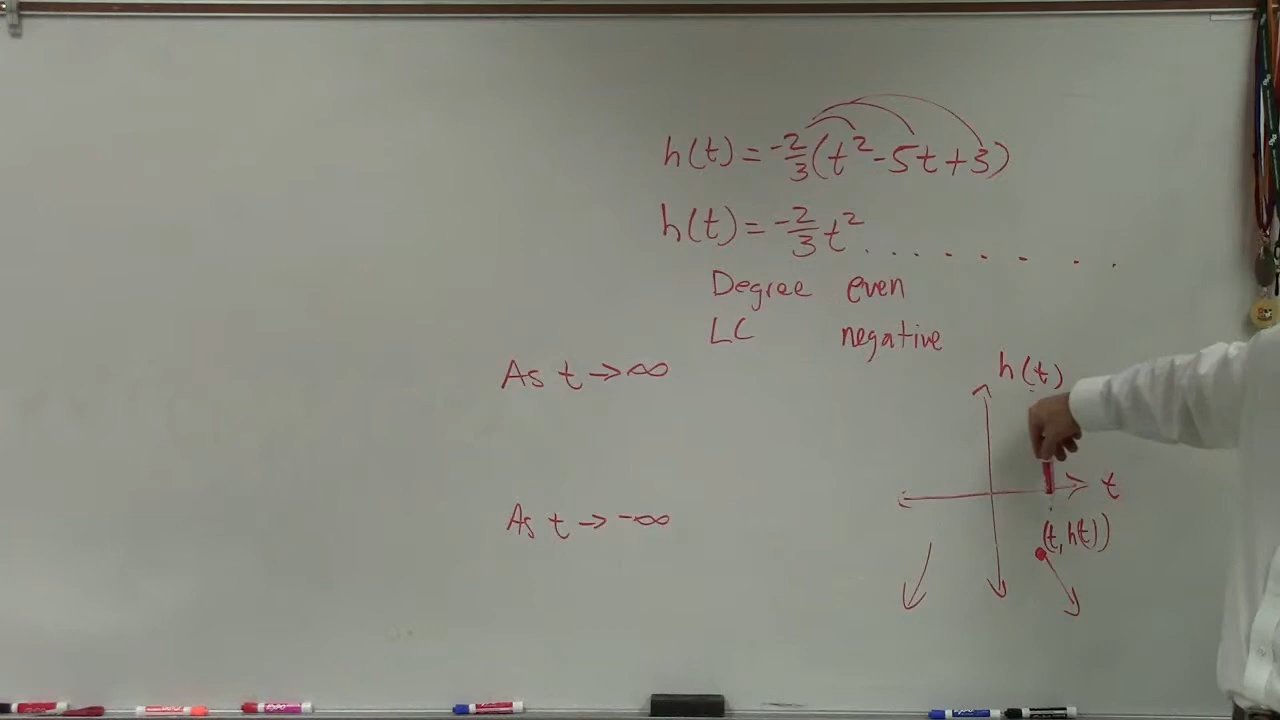 h(t) = -2/3 (t² - 5t + 3)
h(t) = -2/3 t² . . . . . . . . .
Degree even
LC negative
As t → ∞
As t → -∞
h(t)
t
(t, h(t))